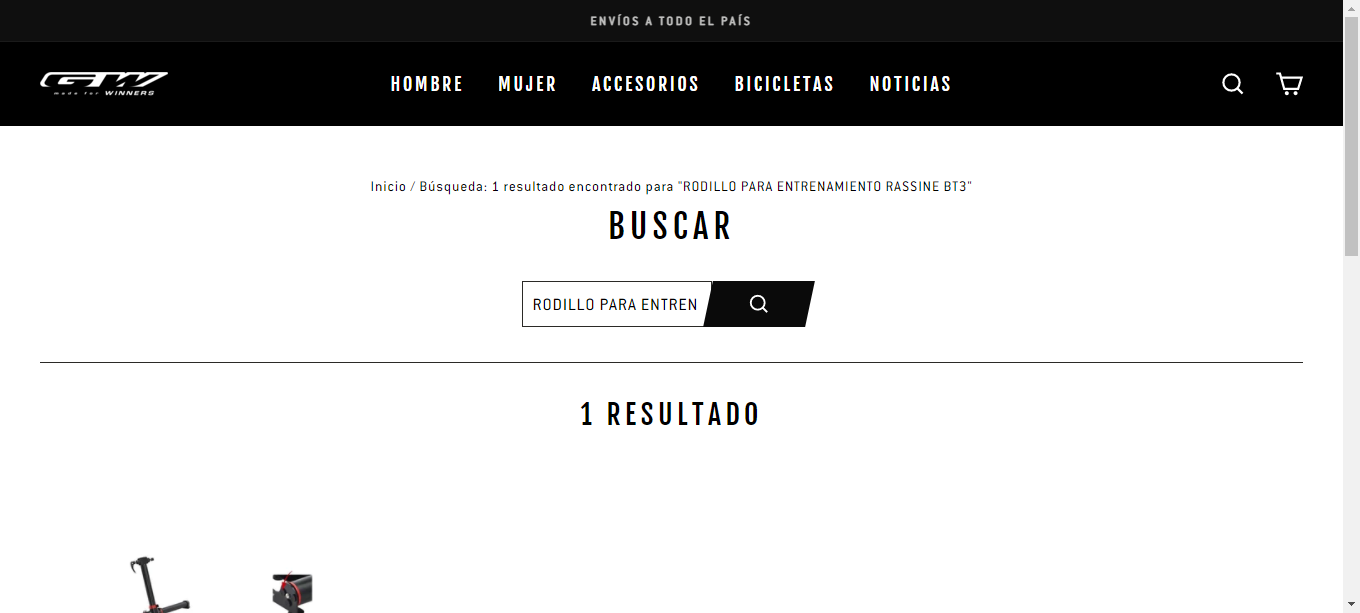 ENVÍOS A TODO EL PAÍS
GW
made for WINNERS
HOMBRE MUJER ACCESORIOS BICICLETAS NOTICIAS
Inicio / Búsqueda: 1 resultado encontrado para "RODILLO PARA ENTRENAMIENTO RASSINE BT3"
BUSCAR
RODILLO PARA ENTREN
1 RESULTADO